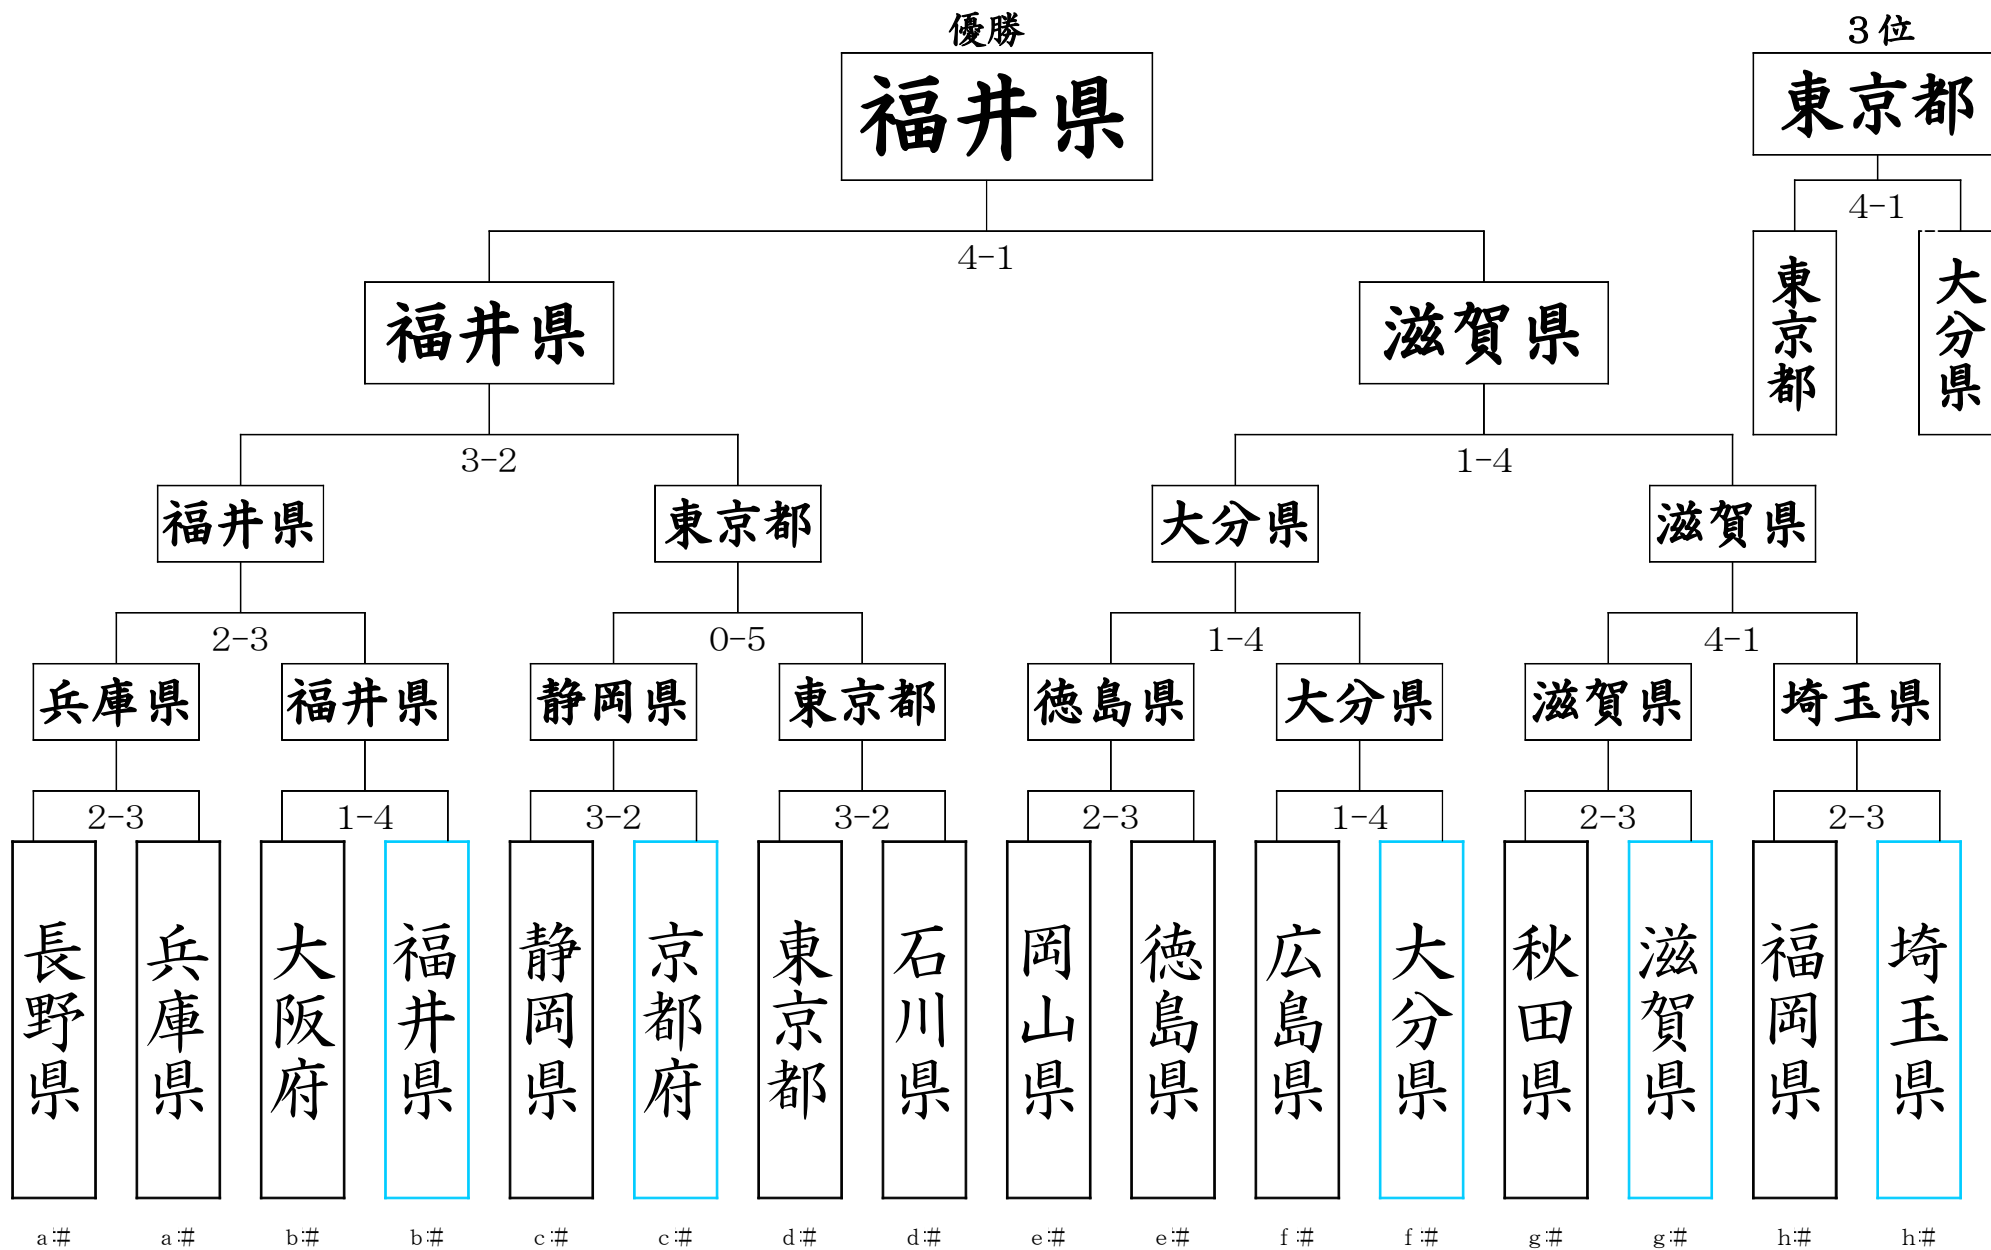 優勝
3位
福井県
東京都
4-1
4-1
東京都
大分県
福井県
滋賀県
3-2
1-4
福井県
東京都
大分県
滋賀県
2-3
0-5
1-4
4-1
兵庫県
福井県
静岡県
東京都
徳島県
大分県
滋賀県
埼玉県
2-3
1-4
3-2
3-2
2-3
1-4
2-3
2-3
長野県
兵庫県
大阪府
福井県
静岡県
京都府
東京都
石川県
岡山県
徳島県
広島県
大分県
秋田県
滋賀県
福岡県
埼玉県
a:#
a:#
b:#
b:#
c:#
c:#
d:#
d:#
e:#
e:#
f:#
f:#
g:#
g:#
h:#
h:#